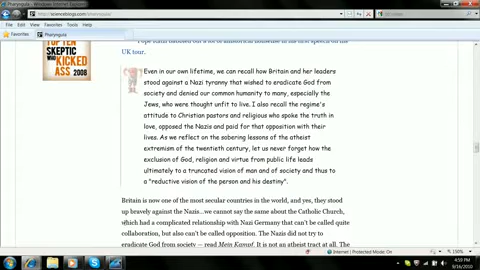 Pharyngula - Windows Internet Explorer
http://scienceblogs.com/pharyngula/
File Edit View Favorites Tools Help
Favorites Pharyngula
TOP TEN
SKEPTIC
WHO
KICKED
ASS 2008
UK tour.
Even in our own lifetime, we can recall how Britain and her leaders
stood against a Nazi tyranny that wished to eradicate God from
society and denied our common humanity to many, especially the
Jews, who were thought unfit to live. I also recall the regime's
attitude to Christian pastors and religious who spoke the truth in
love, opposed the Nazis and paid for that opposition with their
lives. As we reflect on the sobering lessons of the atheist
extremism of the twentieth century, let us never forget how the
exclusion of God, religion and virtue from public life leads
ultimately to a truncated vision of man and of society and thus to
a "reductive vision of the person and his destiny".
Britain is now one of the most secular countries in the world, and yes, they stood
up bravely against the Nazis...we cannot say the same about the Catholic Church,
which had a complicated relationship with Nazi Germany that can't be called quite
collaboration, but also can't be called opposition. The Nazis did not try to
eradicate God from society — read Mein Kampf. It is not an atheist tract at all. The
Internet | Protected Mode: On
150%
4:59 PM
9/16/2010